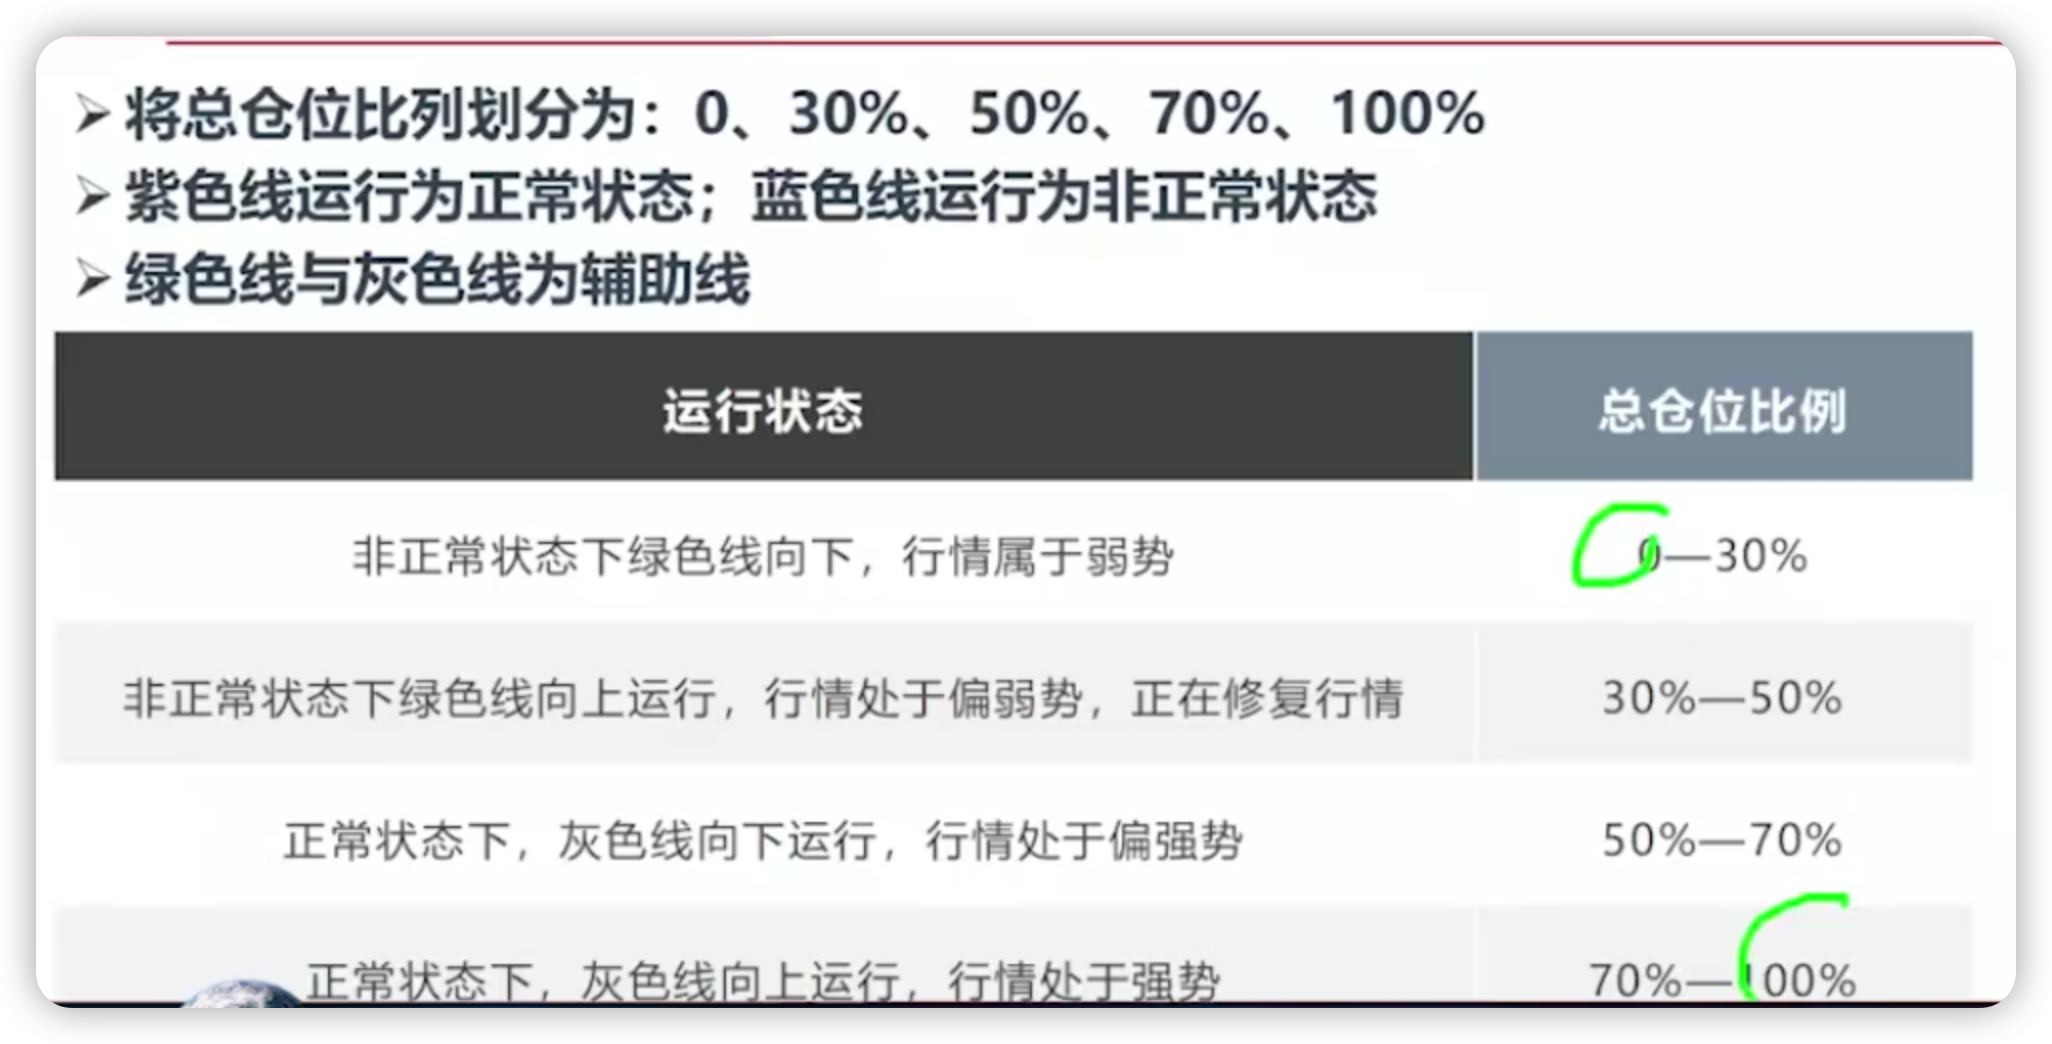 ➢将总仓位比列划分为：0、30%、50%、70%、100%
➢紫色线运行为正常状态；蓝色线运行为非正常状态
➢绿色线与灰色线为辅助线
运行状态 总仓位比例
非正常状态下绿色线向下，行情属于弱势 0—30%
非正常状态下绿色线向上运行，行情处于偏弱势，正在修复行情 30%—50%
正常状态下，灰色线向下运行，行情处于偏强势 50%—70%
正常状态下，灰色线向上运行，行情处于强势 70%—100%